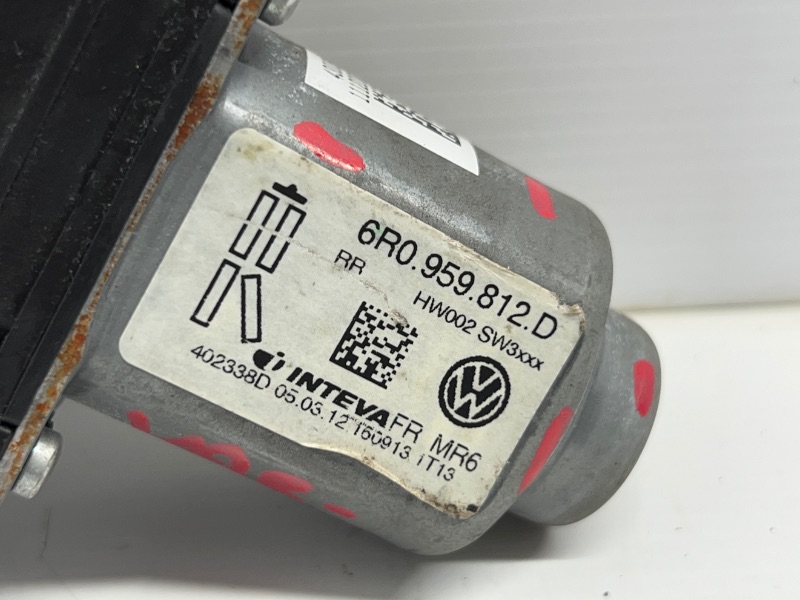 6R0.959.812.D
RR
HW002 SW3xxx
INTEVA FR MR6
402338D 05.03.12 160913 1T13